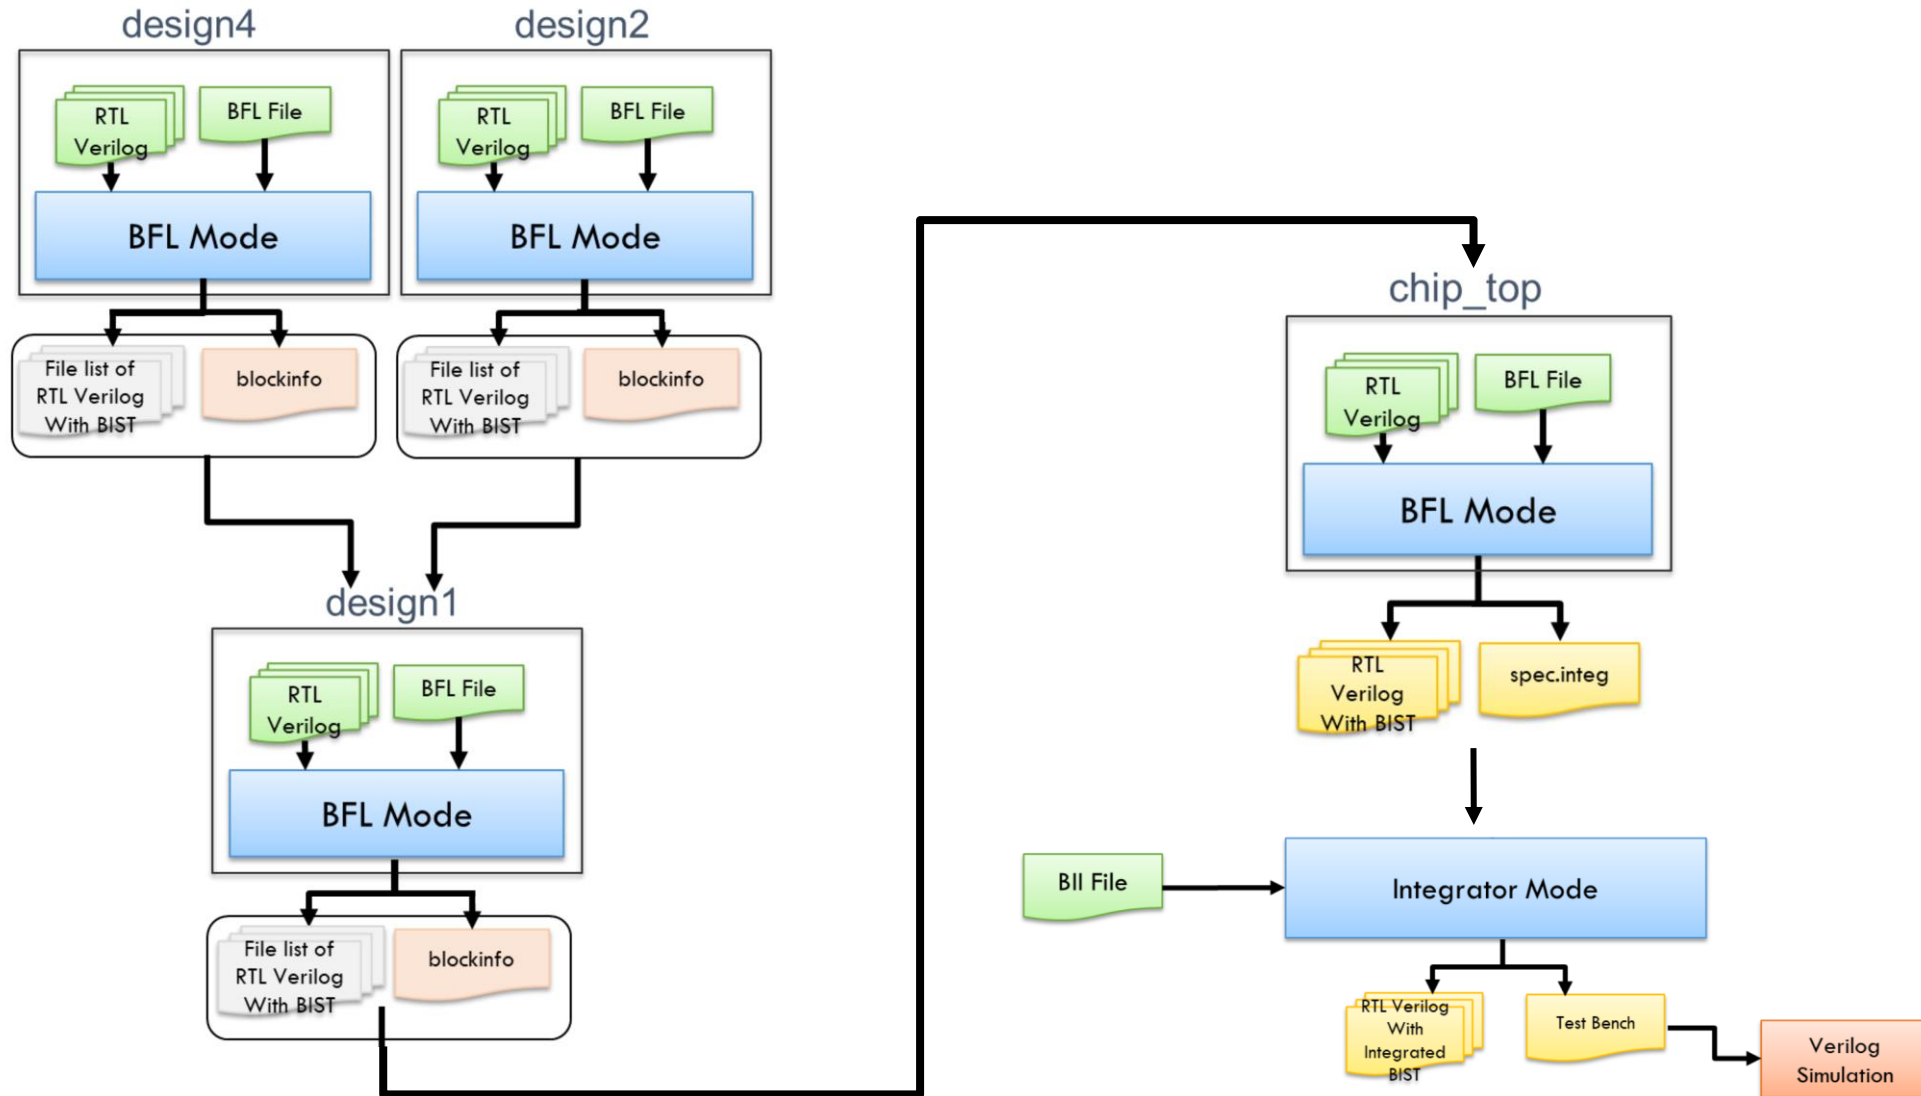 design4
RTL
Verilog
BFL File
BFL Mode
File list of
RTL Verilog
With BIST
blockinfo
design2
RTL
Verilog
BFL File
BFL Mode
File list of
RTL Verilog
With BIST
blockinfo
design1
RTL
Verilog
BFL File
BFL Mode
File list of
RTL Verilog
With BIST
blockinfo
chip_top
RTL
Verilog
BFL File
BFL Mode
RTL
Verilog
With BIST
spec.integ
BII File
Integrator Mode
RTL Verilog
With
Integrated
BIST
Test Bench
Verilog
Simulation